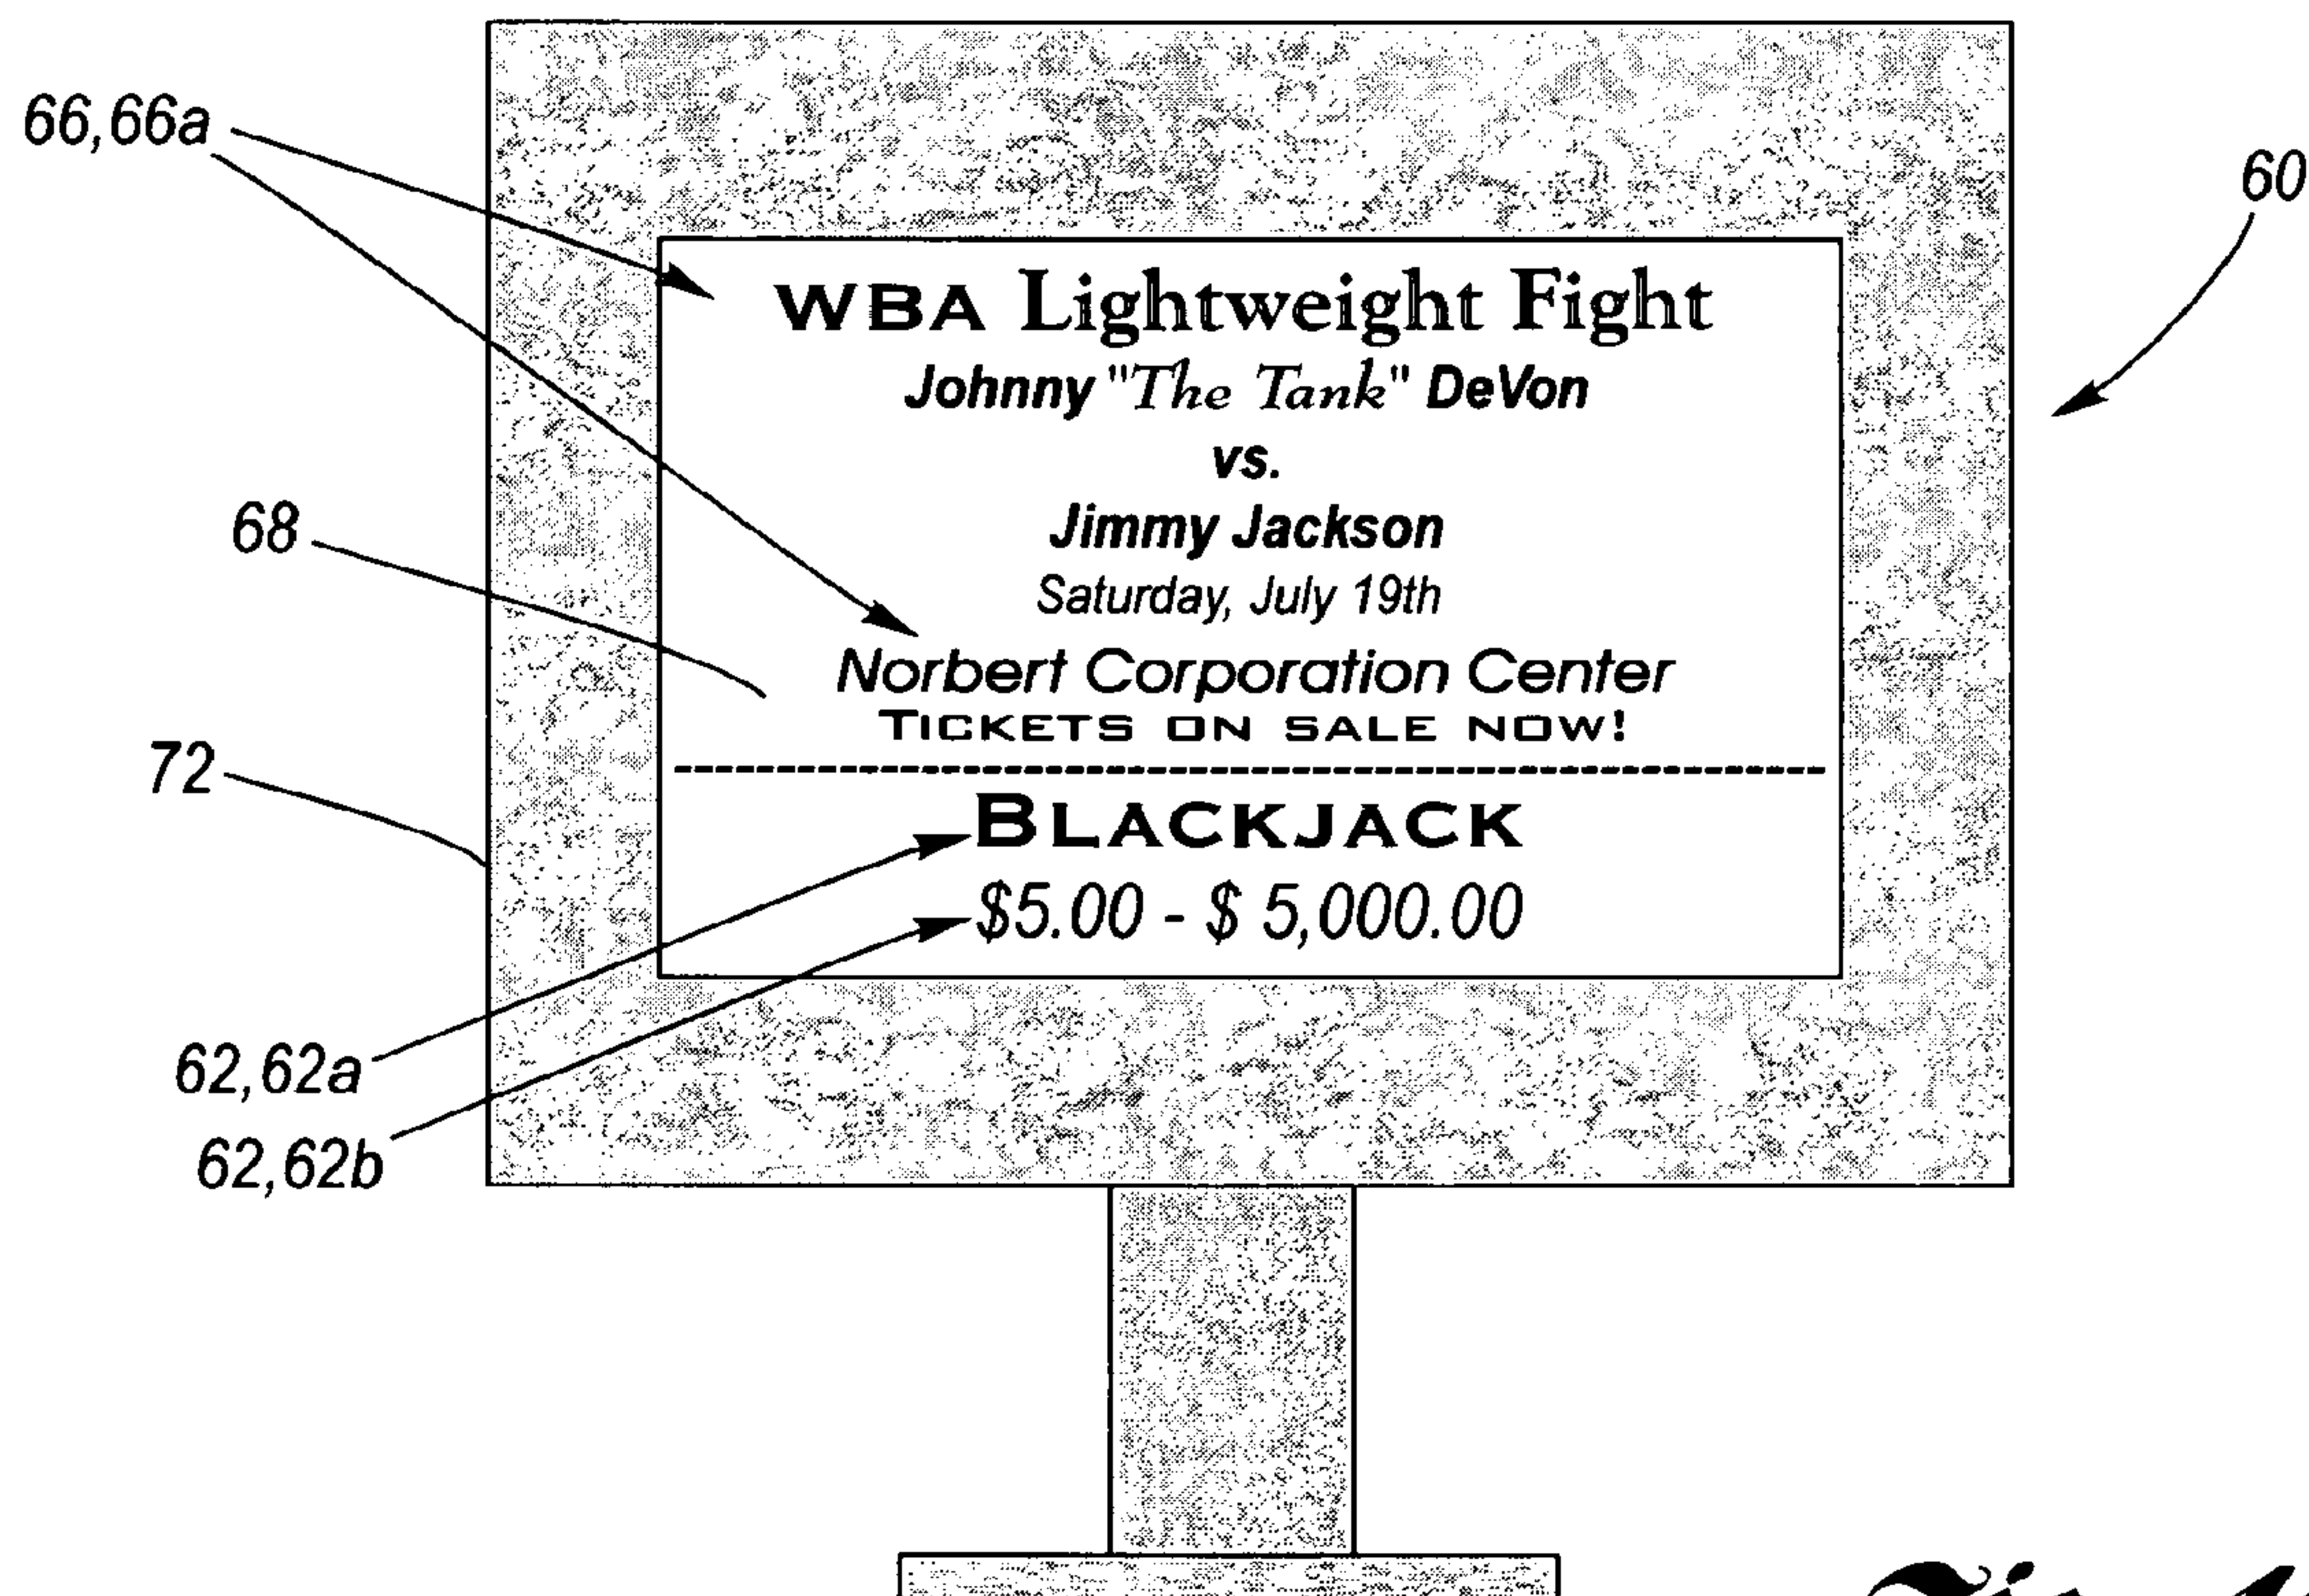 66,66a
60
WBA Lightweight Fight
Johnny "The Tank" DeVon
vs.
Jimmy Jackson
68
Saturday, July 19th
Norbert Corporation Center
TICKETS ON SALE NOW!
72
BLACKJACK
$5.00 - $ 5,000.00
62,62a
62,62b